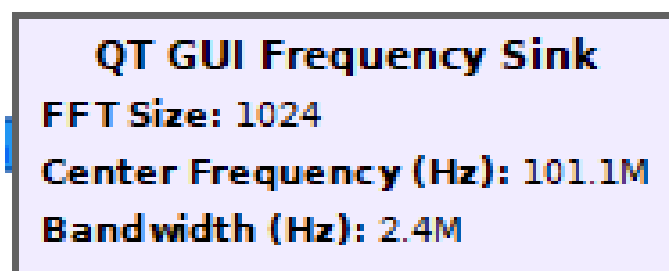 QT GUI Frequency Sink
FFT Size: 1024
Center Frequency (Hz): 101.1M
Bandwidth (Hz): 2.4M